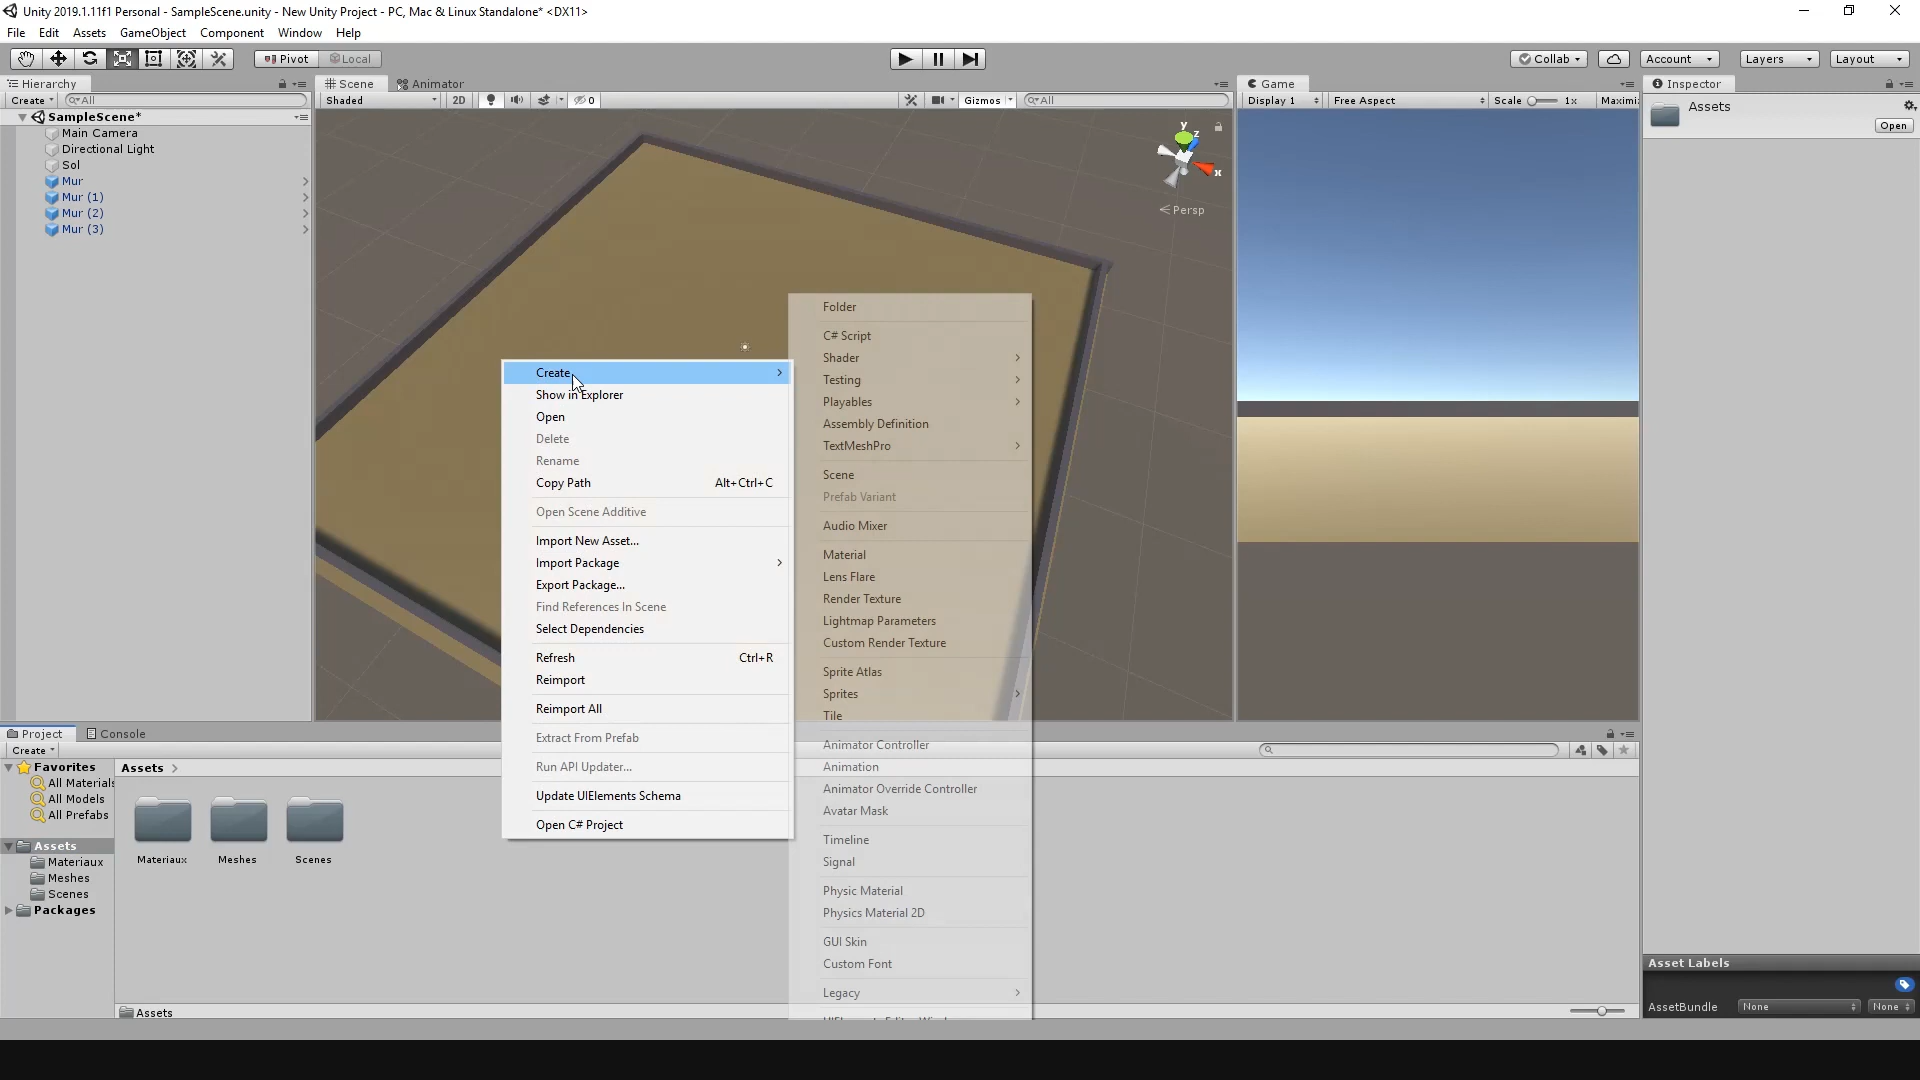 Unity 2019.1.11f1 Personal - SampleScene.unity - New Unity Project - PC, Mac & Linux Standalone* <DX11>
File Edit Assets GameObject Component Window Help
Pivot Local Collab Account Layers Layout
Hierarchy
Create All
SampleScene*
Main Camera
Directional Light
Sol
Mur
Mur (1)
Mur (2)
Mur (3)
Scene Animator
Shaded 2D 0 Gizmos All
y
z
x
Persp
Game
Display 1 Free Aspect Scale 1x Maximi
Inspector
Assets
Open
Create
Show in Explorer
Open
Delete
Rename
Copy Path Alt+Ctrl+C
Open Scene Additive
Import New Asset...
Import Package
Export Package...
Find References In Scene
Select Dependencies
Refresh Ctrl+R
Reimport
Reimport All
Extract From Prefab
Run API Updater...
Update UIElements Schema
Open C# Project
Folder
C# Script
Shader
Testing
Playables
Assembly Definition
TextMeshPro
Scene
Prefab Variant
Audio Mixer
Material
Lens Flare
Render Texture
Lightmap Parameters
Custom Render Texture
Sprite Atlas
Sprites
Tile
Animator Controller
Animation
Animator Override Controller
Avatar Mask
Timeline
Signal
Physic Material
Physics Material 2D
GUI Skin
Custom Font
Legacy
Project Console
Create
Favorites
All Materials
All Models
All Prefabs
Assets
Materiaux
Meshes
Scenes
Packages
Assets
Materiaux Meshes Scenes
Assets
Asset Labels
AssetBundle None None